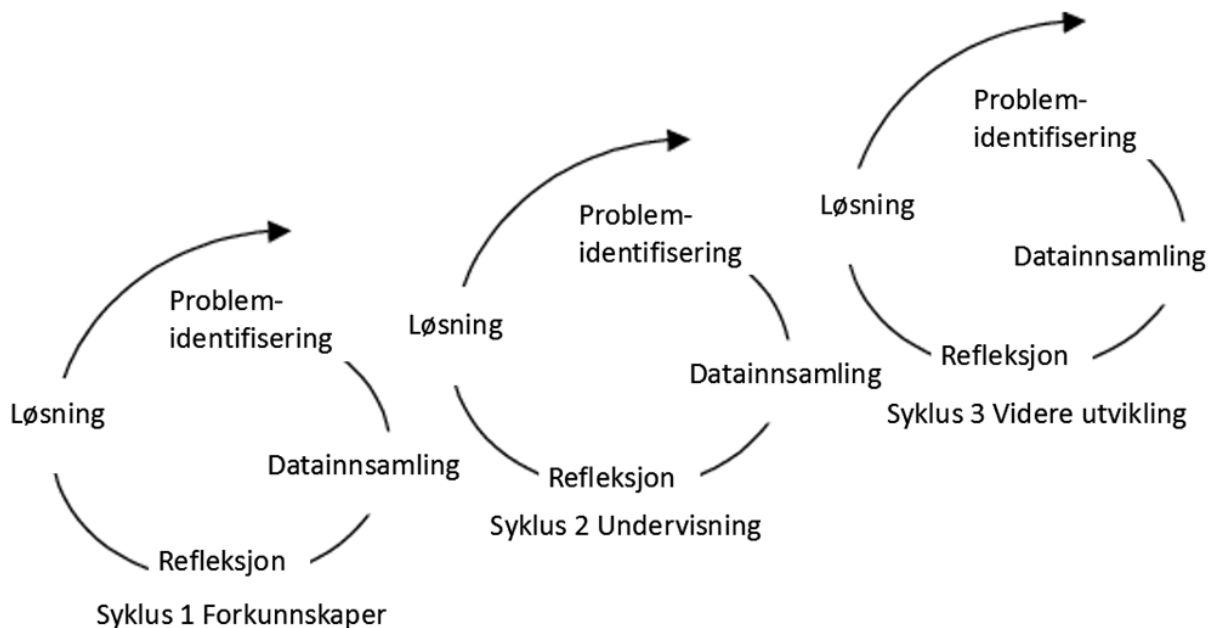 Problem-
identifisering
Datainnsamling
Refleksjon
Løsning
Syklus 1 Forkunnskaper
Problem-
identifisering
Datainnsamling
Refleksjon
Løsning
Syklus 2 Undervisning
Problem-
identifisering
Datainnsamling
Refleksjon
Løsning
Syklus 3 Videre utvikling